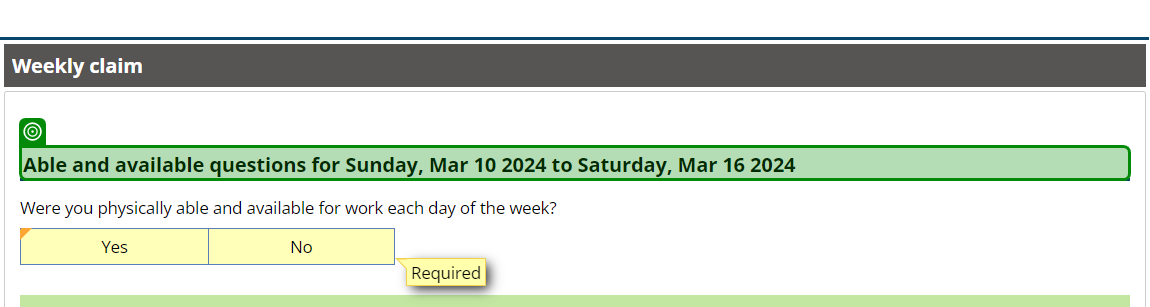 Weekly claim
Able and available questions for Sunday, Mar 10 2024 to Saturday, Mar 16 2024
Were you physically able and available for work each day of the week?
Yes No
Required